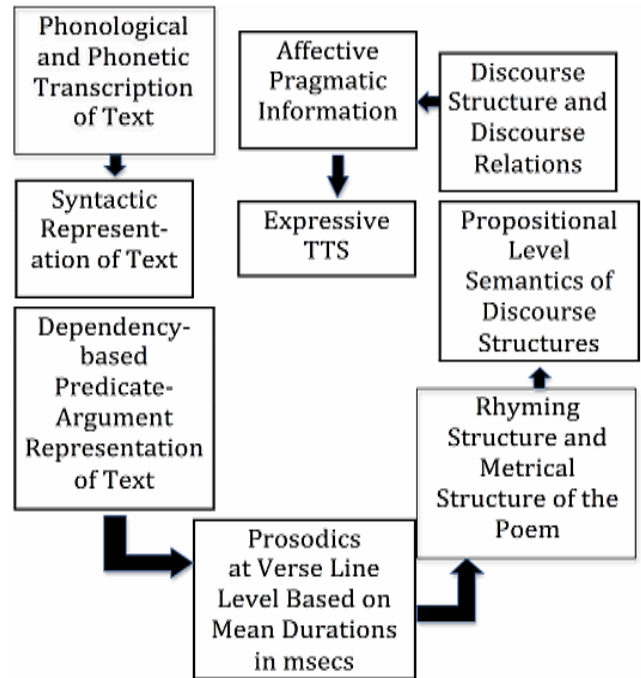 Phonological
and Phonetic
Transcription
of Text
Syntactic
Represent-
ation of Text
Dependency-
based
Predicate-
Argument
Representation
of Text
Prosodics
at Verse Line
Level Based on
Mean Durations
in msecs
Rhyming
Structure and
Metrical
Structure of the
Poem
Propositional
Level
Semantics of
Discourse
Structures
Discourse
Structure and
Discourse
Relations
Affective
Pragmatic
Information
Expressive
TTS